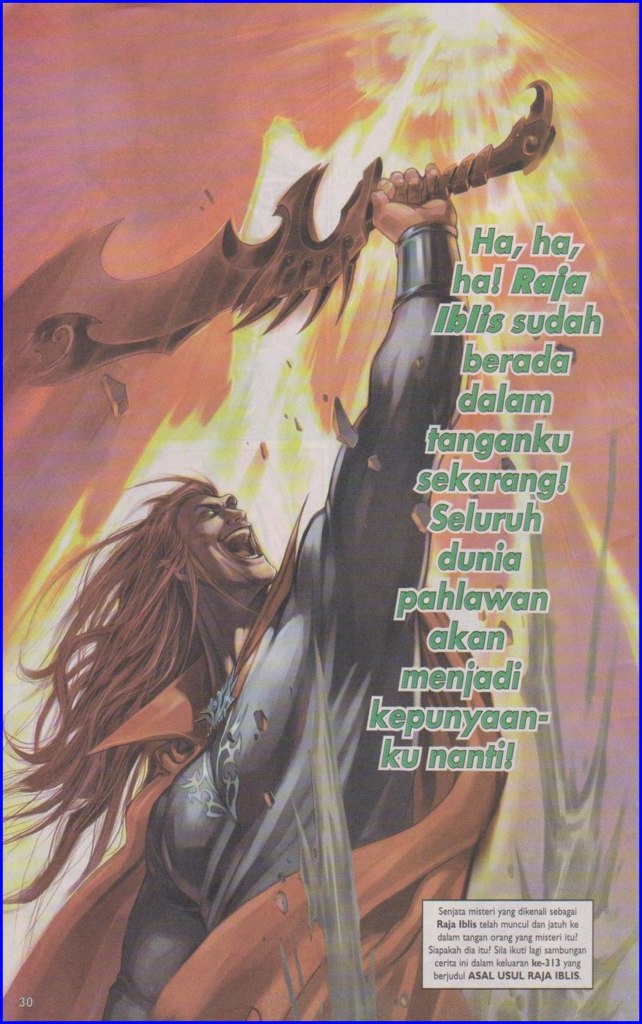 Ha, ha,
ha! Raja
Iblis sudah
berada
dalam
tanganku
sekarang!
Seluruh
dunia
pahlawan
akan
menjadi
kepunyaan-
ku nanti!
Senjata misteri yang dikenali sebagai
Raja Iblis telah muncul dan jatuh ke
dalam tangan orang yang misteri itu?
Siapakah dia itu? Sila ikuti lagi sambungan
cerita ini dalam keluaran ke-313 yang
berjudul ASAL USUL RAJA IBLIS.
30